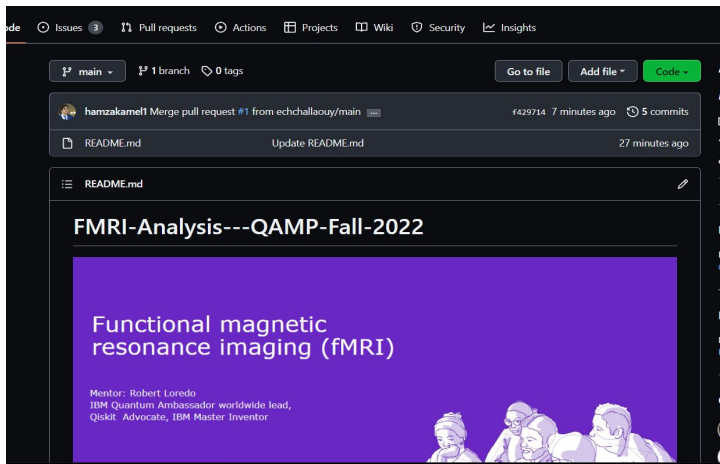 ode Issues 3 Pull requests Actions Projects Wiki Security Insights
main 1 branch 0 tags Go to file Add file Code
hamzakamel1 Merge pull request #1 from echchallaouy/main ... f429714 7 minutes ago 5 commits
README.md Update README.md 27 minutes ago
README.md
FMRI-Analysis---QAMP-Fall-2022
Functional magnetic
resonance imaging (fMRI)
Mentor: Robert Loredo
IBM Quantum Ambassador worldwide lead,
Qiskit Advocate, IBM Master Inventor